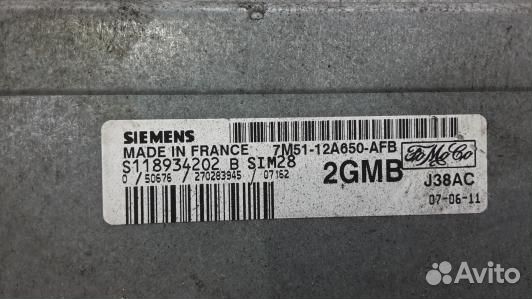 SIEMENS
MADE IN FRANCE 7M51-12A650-AFB
S118934202 B SIM28
0 / 50676 / 270283945 / 07162
2GMB
FoMoCo
J38AC
07-06-11
Avito